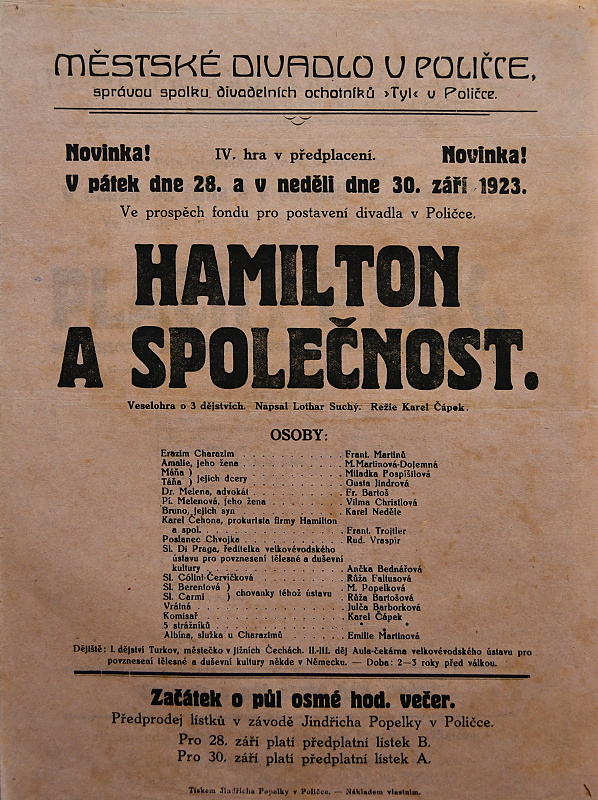 MĚSTSKÉ DIVADLO V POLIČCE,
správou spolku divadelních ochotníků ›Tyl‹ v Poličce.
Novinka! IV. hra v předplacení. Novinka!
V pátek dne 28. a v neděli dne 30. září 1923.
Ve prospěch fondu pro postavení divadla v Poličce.
HAMILTON
A SPOLEČNOST.
Veselohra o 3 dějstvích. Napsal Lothar Suchý. Režie Karel Čápek.
OSOBY:
Erazim Charazim . . . . . . . . . . Frant. Martinů
Amalie, jeho žena . . . . . . . . . . M. Martinová-Dojemná
Máňa ) jejich dcery . . . . . . . . . Miladka Pospíšilová
Táňa ) Gusta Jindrová
Dr. Melena, advokát . . . . . . . . . Fr. Bartoš
Pí. Melenová, jeho žena . . . . . . . Vilma Christlová
Bruno, jejich syn . . . . . . . . . . Karel Neděle
Karel Čehona, prokurista firmy Hamilton
a spol. . . . . . . . . . . . . . Frant. Trojtler
Poslanec Chvojka . . . . . . . . . . Rud. Vraspír
Sl. Di Praga, ředitelka velkovévodského
ústavu pro povznesení tělesné a duševní
kultury . . . . . . . . . . . . . Ančka Bednářová
Sl. Cölini-Červíčková . . . . . . . . Růža Faltusová
Sl. Berentová ) chovanky téhož ústavu . . M. Popelková
Sl. Carmi ) Růža Bartošová
Vrátná . . . . . . . . . . . . . . Julča Barborková
Komisař . . . . . . . . . . . . . . Karel Čápek
5 strážníků . . . . . . . . . . . . * * *
Albína, služka u Charazimů . . . . . . Emilie Martinová
Dějiště: I. dějství Turkov, městečko v jižních Čechách. II.-III. děj Aula-čekárna velkovévodského ústavu pro
povznesení tělesné a duševní kultury někde v Německu. — Doba: 2—3 roky před válkou.
Začátek o půl osmé hod. večer.
Předprodej lístků v závodě Jindřicha Popelky v Poličce.
Pro 28. září platí předplatní lístek B.
Pro 30. září platí předplatní lístek A.
Tiskem Jindřicha Popelky v Poličce. — Nákladem vlastním.